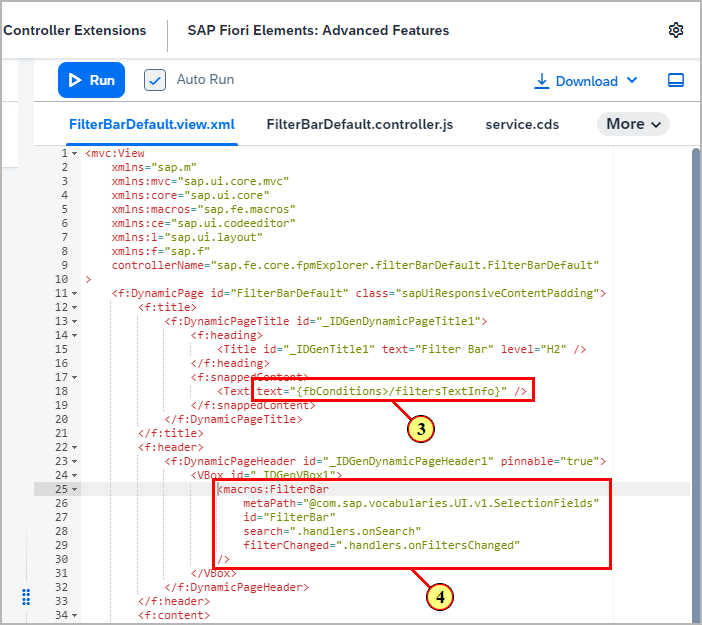 Controller Extensions
SAP Fiori Elements: Advanced Features
Run
Auto Run
Download
FilterBarDefault.view.xml
FilterBarDefault.controller.js
service.cds
More
1 <mvc:View
2 xmlns="sap.m"
3 xmlns:mvc="sap.ui.core.mvc"
4 xmlns:core="sap.ui.core"
5 xmlns:macros="sap.fe.macros"
6 xmlns:ce="sap.ui.codeeditor"
7 xmlns:l="sap.ui.layout"
8 xmlns:f="sap.f"
9 controllerName="sap.fe.core.fpmExplorer.filterBarDefault.FilterBarDefault"
10 >
11 <f:DynamicPage id="FilterBarDefault" class="sapUiResponsiveContentPadding">
12 <f:title>
13 <f:DynamicPageTitle id="_IDGenDynamicPageTitle1">
14 <f:heading>
15 <Title id="_IDGenTitle1" text="Filter Bar" level="H2" />
16 </f:heading>
17 <f:snappedContent>
18 <Text text="{fbConditions>/filtersTextInfo}" />
19 </f:snappedContent>
20 </f:DynamicPageTitle>
3
21 </f:title>
22 <f:header>
23 <f:DynamicPageHeader id="_IDGenDynamicPageHeader1" pinnable="true">
24 <VBox id="_IDGenVBox1">
25 <macros:FilterBar
26 metaPath="@com.sap.vocabularies.UI.v1.SelectionFields"
27 id="FilterBar"
28 search=".handlers.onSearch"
29 filterChanged=".handlers.onFiltersChanged"
30 />
31 </VBox>
32 </f:DynamicPageHeader>
4
33 </f:header>
34 <f:content>